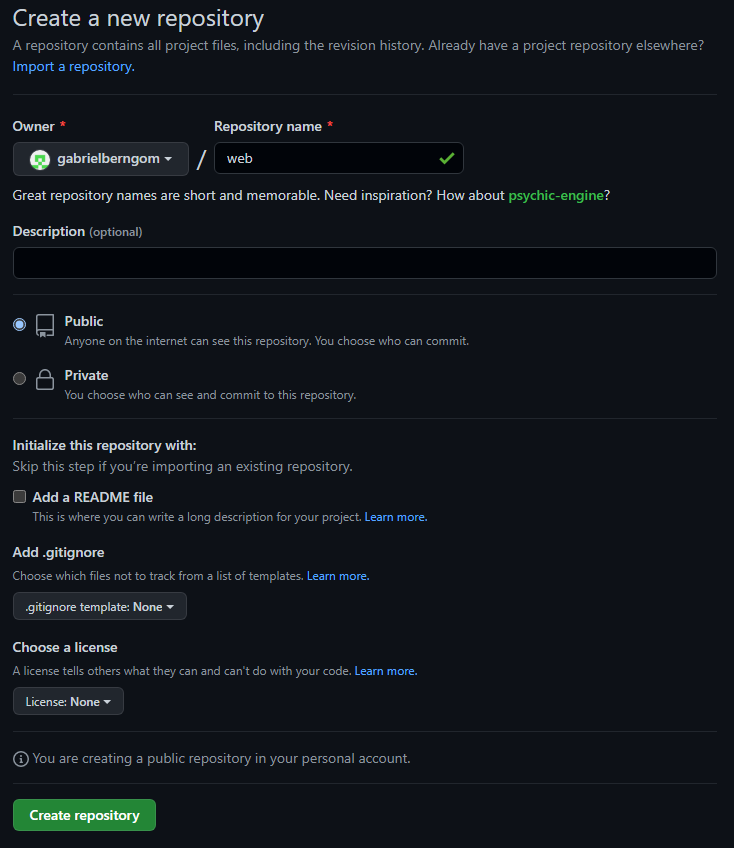 Create a new repository
A repository contains all project files, including the revision history. Already have a project repository elsewhere?
Import a repository.
Owner *
Repository name *
gabrielberngom / web
Great repository names are short and memorable. Need inspiration? How about psychic-engine?
Description (optional)
Public
Anyone on the internet can see this repository. You choose who can commit.
Private
You choose who can see and commit to this repository.
Initialize this repository with:
Skip this step if you're importing an existing repository.
Add a README file
This is where you can write a long description for your project. Learn more.
Add .gitignore
Choose which files not to track from a list of templates. Learn more.
.gitignore template: None
Choose a license
A license tells others what they can and can't do with your code. Learn more.
License: None
You are creating a public repository in your personal account.
Create repository